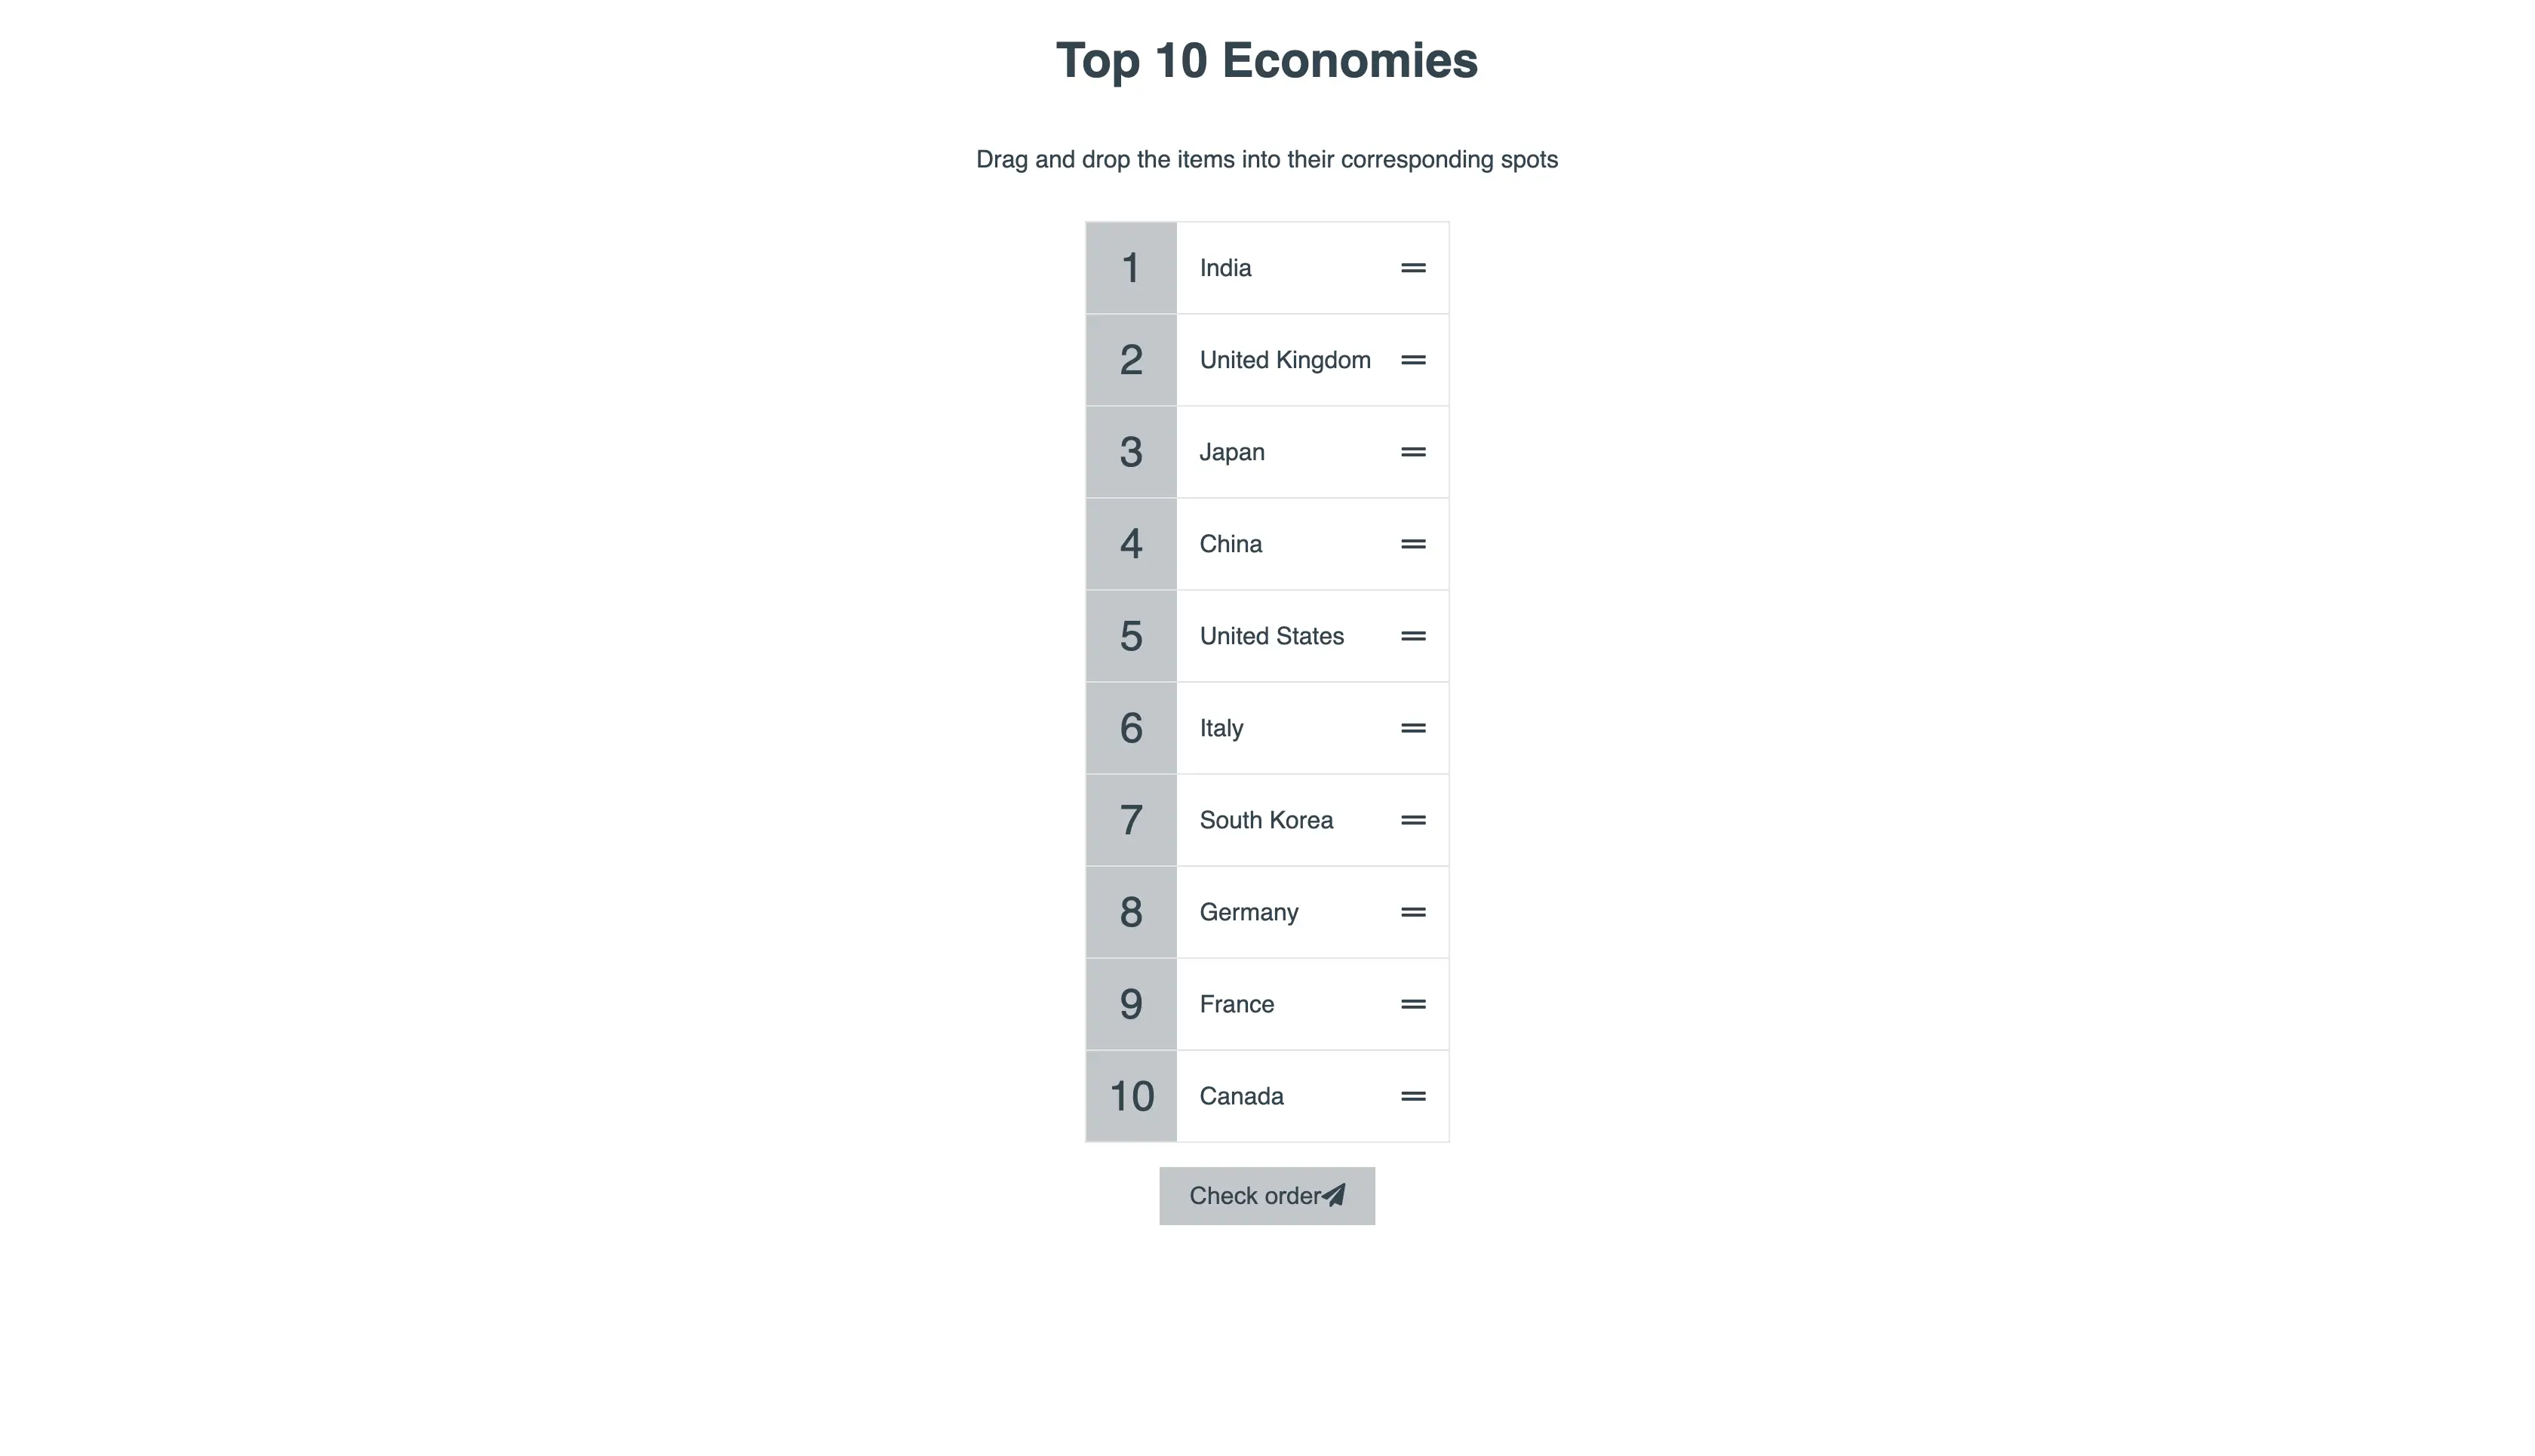 Top 10 Economies
Drag and drop the items into their corresponding spots
1 India
2 United Kingdom
3 Japan
4 China
5 United States
6 Italy
7 South Korea
8 Germany
9 France
10 Canada
Check order